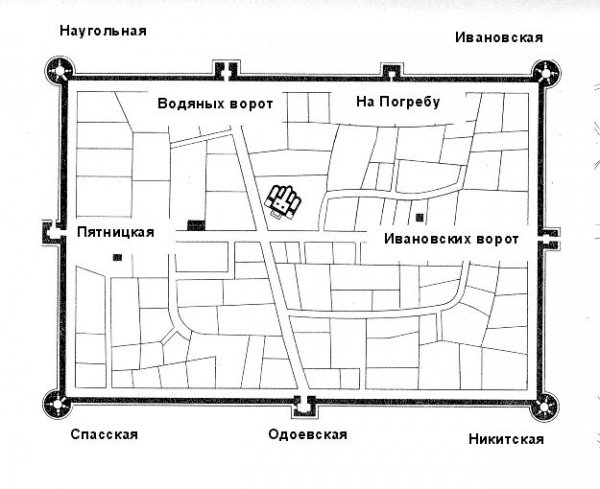 Наугольная
Ивановская
Водяных ворот
На Погребу
Пятницкая
Ивановских ворот
Спасская
Одоевская
Никитская